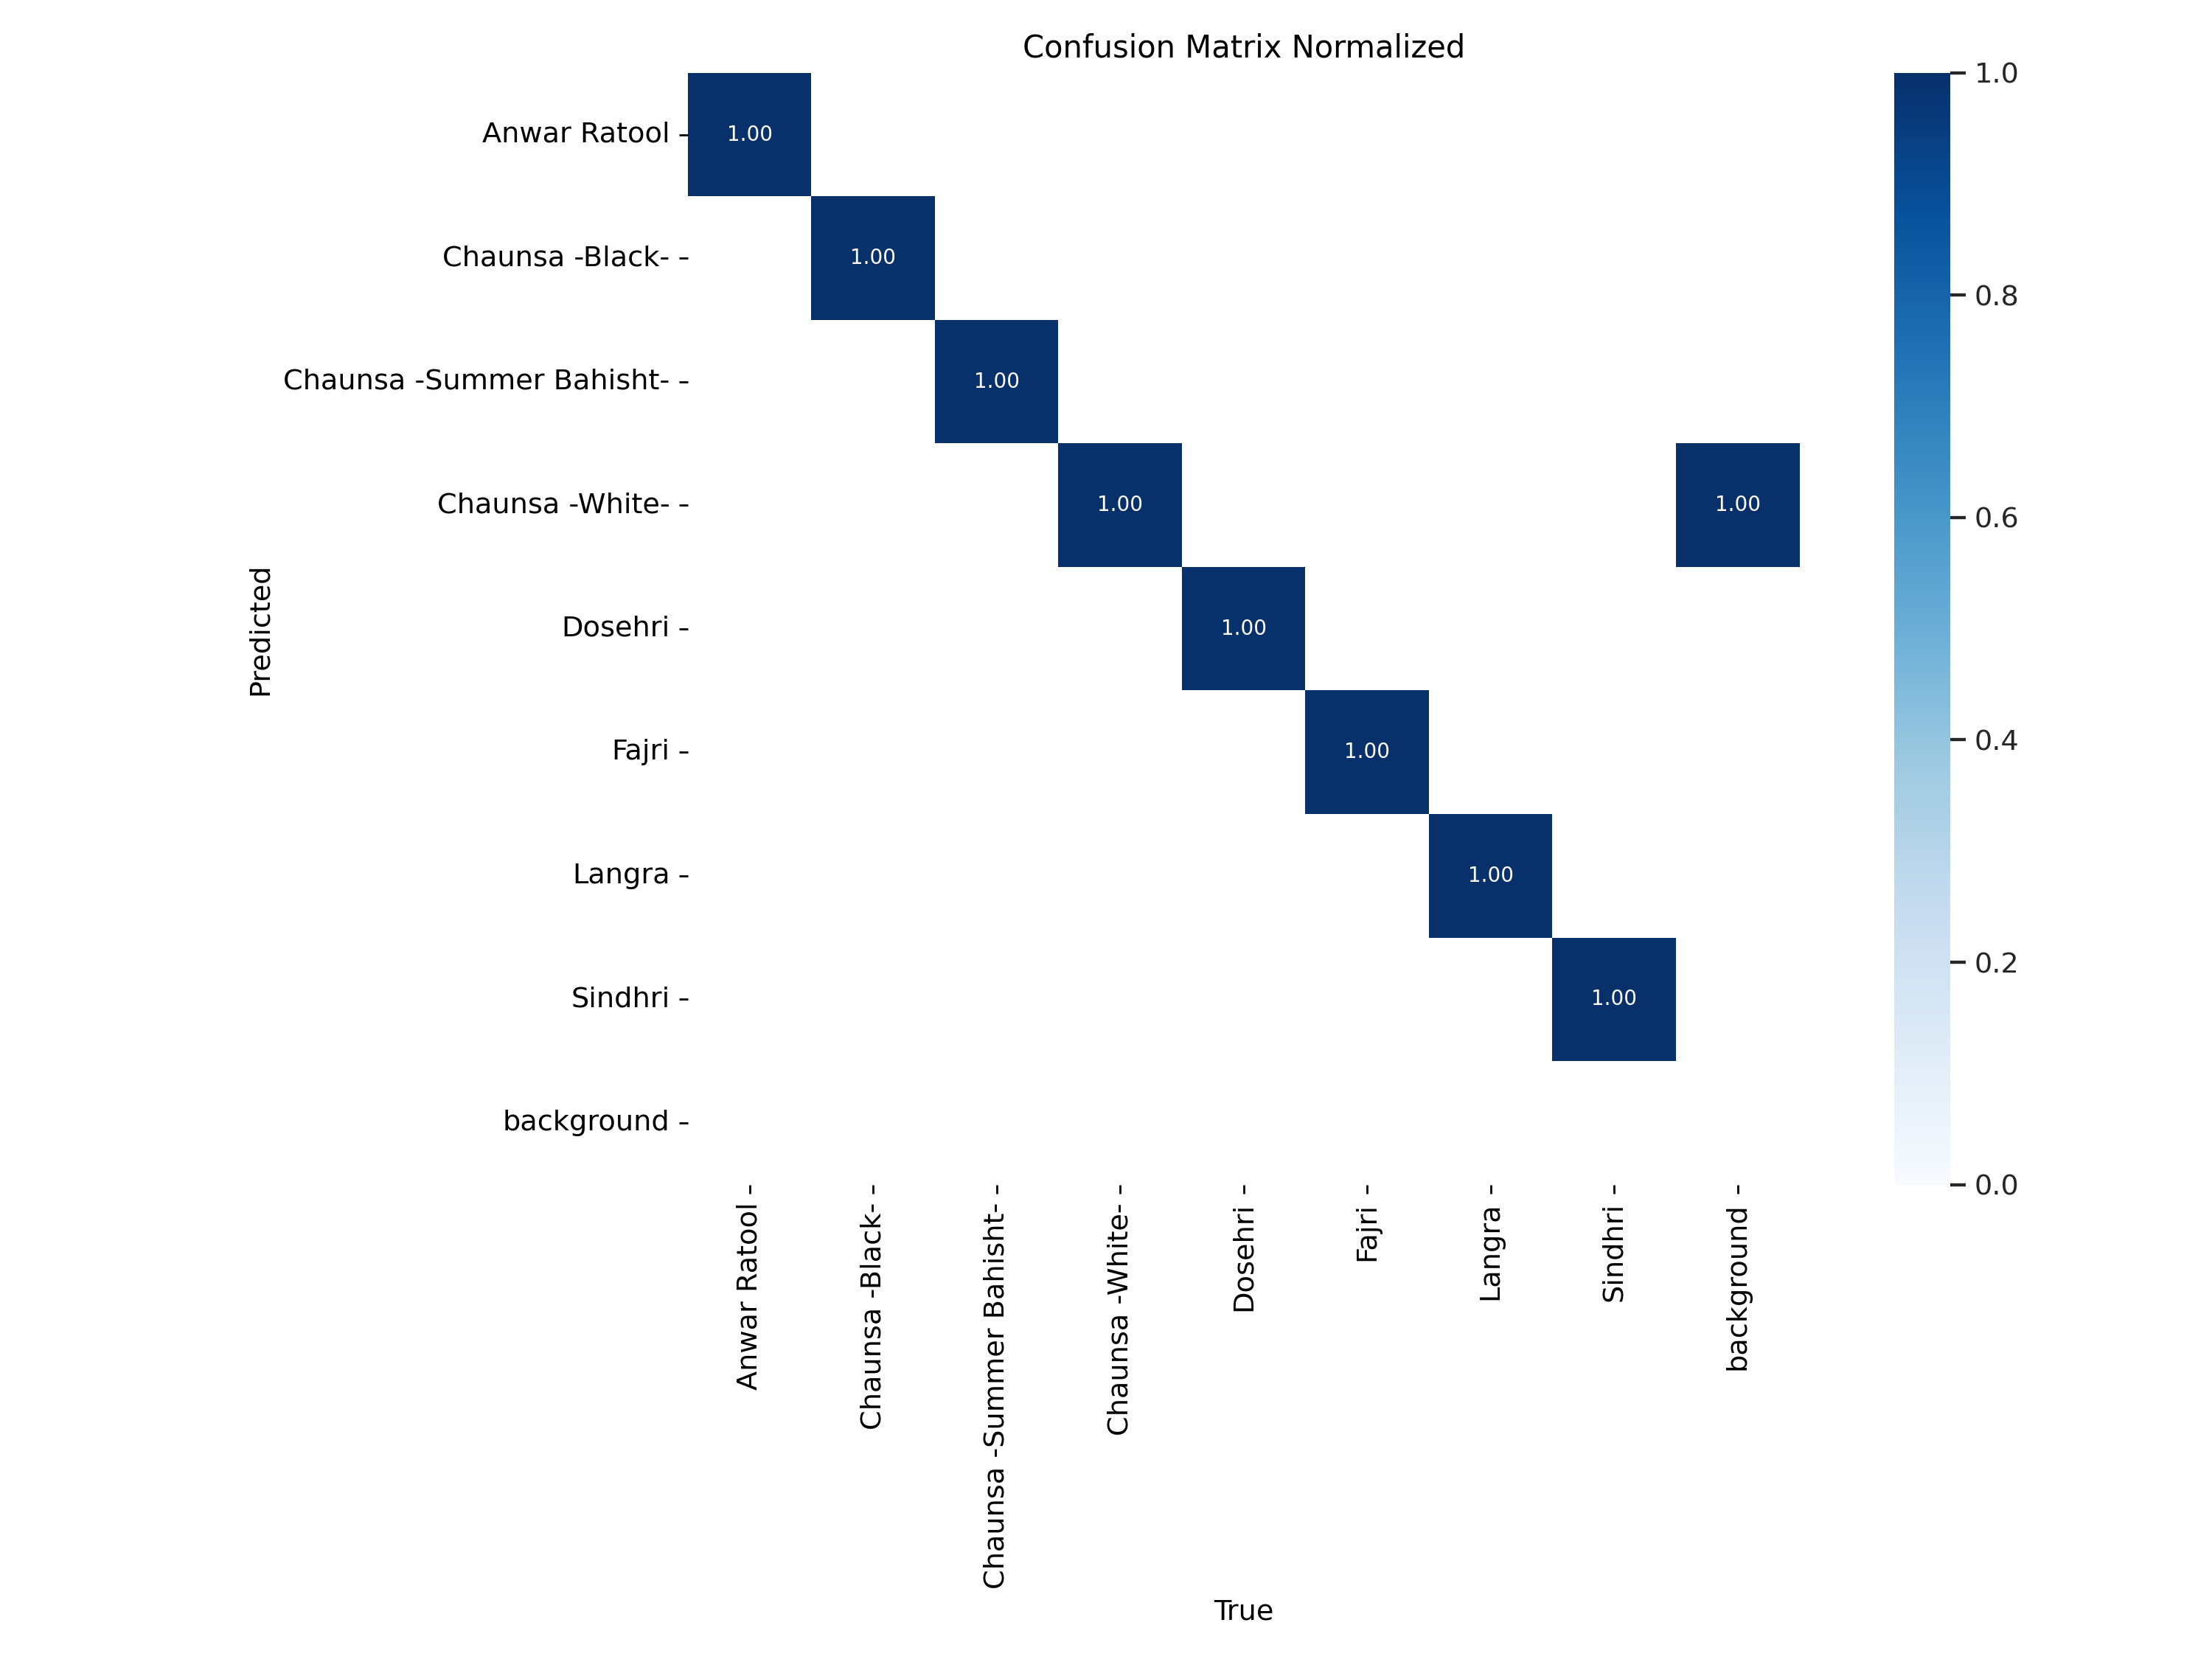 Confusion Matrix Normalized
Anwar Ratool
1.00
Chaunsa -Black-
1.00
Chaunsa -Summer Bahisht-
1.00
Chaunsa -White-
1.00
1.00
Dosehri
1.00
Fajri
1.00
Langra
1.00
Sindhri
1.00
background
Predicted
Anwar Ratool
Chaunsa -Black-
Chaunsa -Summer Bahisht-
Chaunsa -White-
Dosehri
Fajri
Langra
Sindhri
background
True
1.0
0.8
0.6
0.4
0.2
0.0